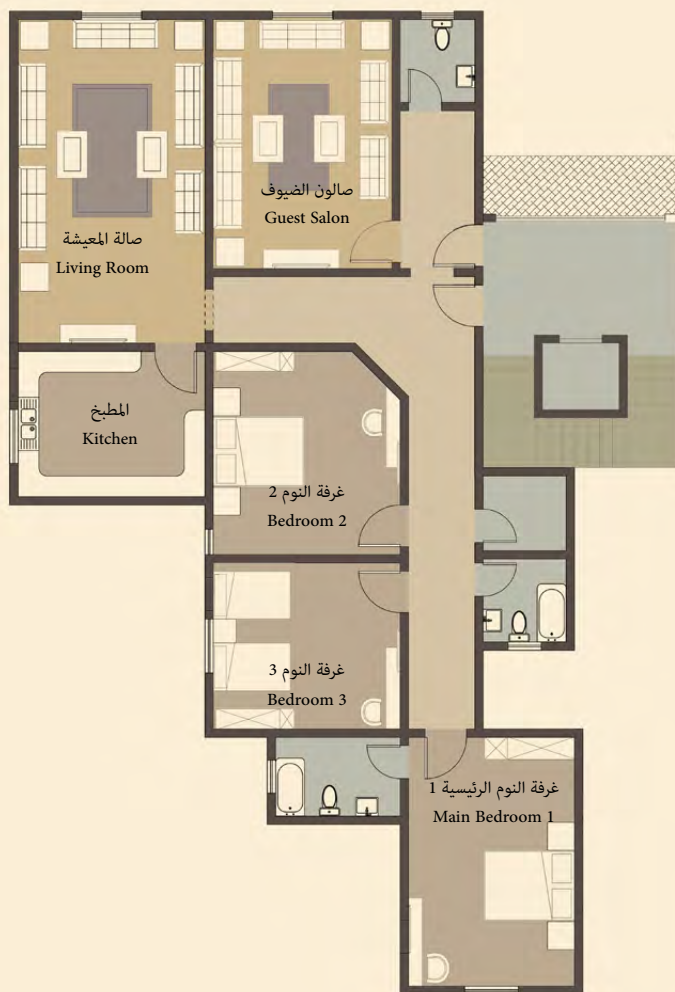 صالون الضيوف
Guest Salon
صالة المعيشة
Living Room
المطبخ
Kitchen
غرفة النوم 2
Bedroom 2
غرفة النوم 3
Bedroom 3
غرفة النوم الرئيسية 1
Main Bedroom 1